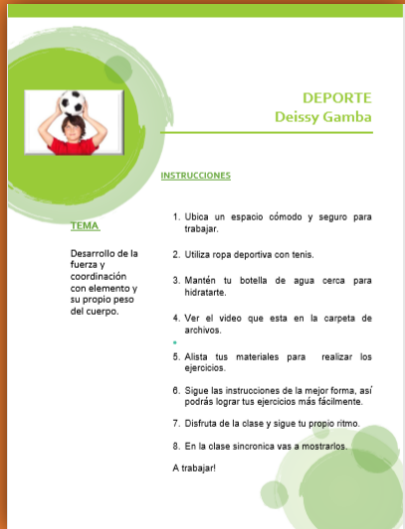 DEPORTE
Deissy Gamba
INSTRUCCIONES
TEMA
Desarrollo de la
fuerza y
coordinación
con elemento y
su propio peso
del cuerpo.
1. Ubica un espacio cómodo y seguro para
trabajar.
2. Utiliza ropa deportiva con tenis.
3. Mantén tu botella de agua cerca para
hidratarte.
4. Ver el video que esta en la carpeta de
archivos.
5. Alista tus materiales para realizar los
ejercicios.
6. Sigue las instrucciones de la mejor forma, así
podrás lograr tus ejercicios más fácilmente.
7. Disfruta de la clase y sigue tu propio ritmo.
8. En la clase sincronica vas a mostrarlos.
A trabajar!